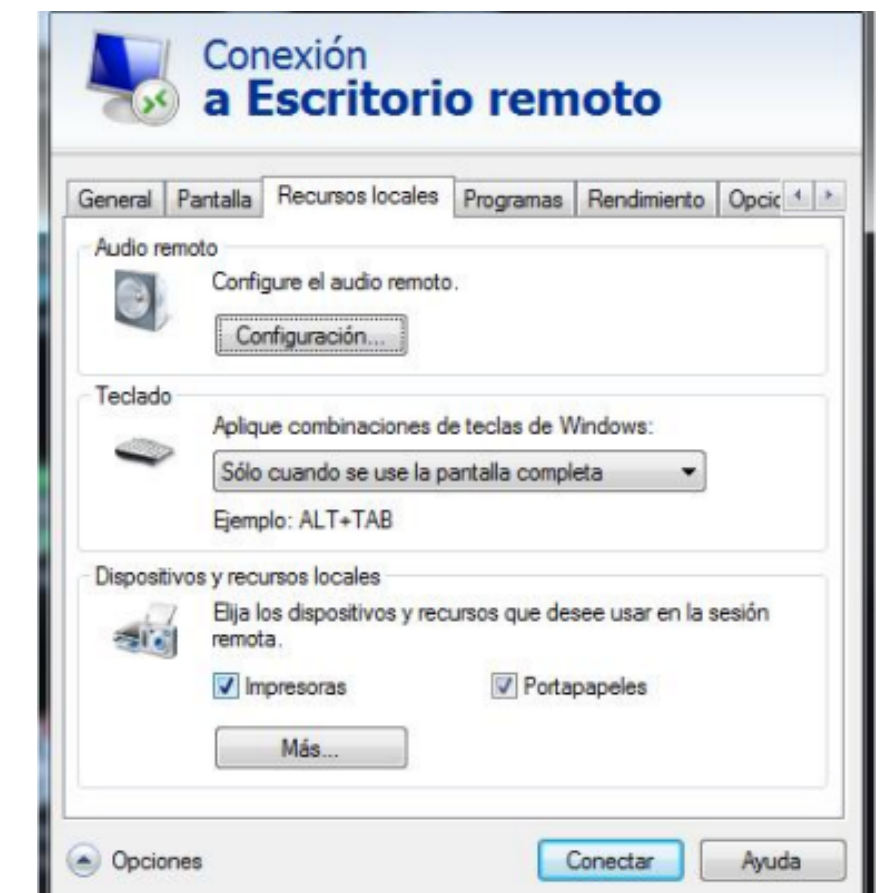 Conexión
a Escritorio remoto
General Pantalla Recursos locales Programas Rendimiento Opcic
Audio remoto
Configure el audio remoto.
Configuración...
Teclado
Aplique combinaciones de teclas de Windows:
Sólo cuando se use la pantalla completa
Ejemplo: ALT+TAB
Dispositivos y recursos locales
Elija los dispositivos y recursos que desee usar en la sesión
remota.
Impresoras Portapapeles
Más...
Opciones Conectar Ayuda